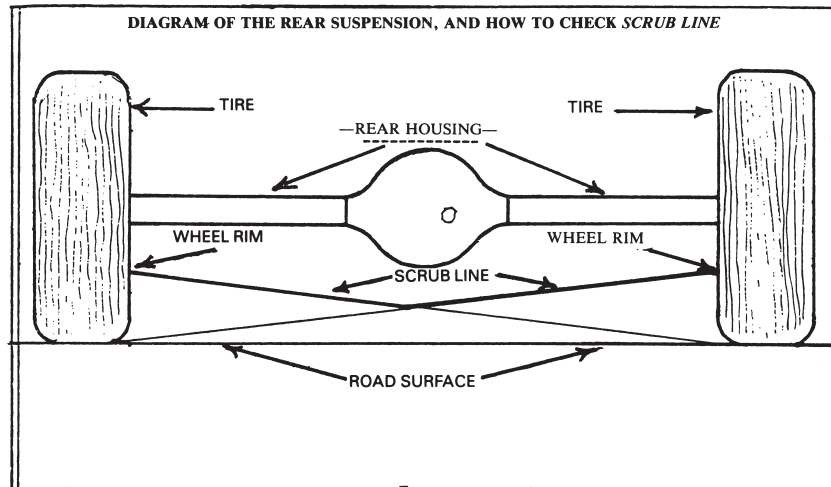 DIAGRAM OF THE REAR SUSPENSION, AND HOW TO CHECK SCRUB LINE
TIRE
TIRE
—REAR HOUSING—
WHEEL RIM
WHEEL RIM
SCRUB LINE
ROAD SURFACE